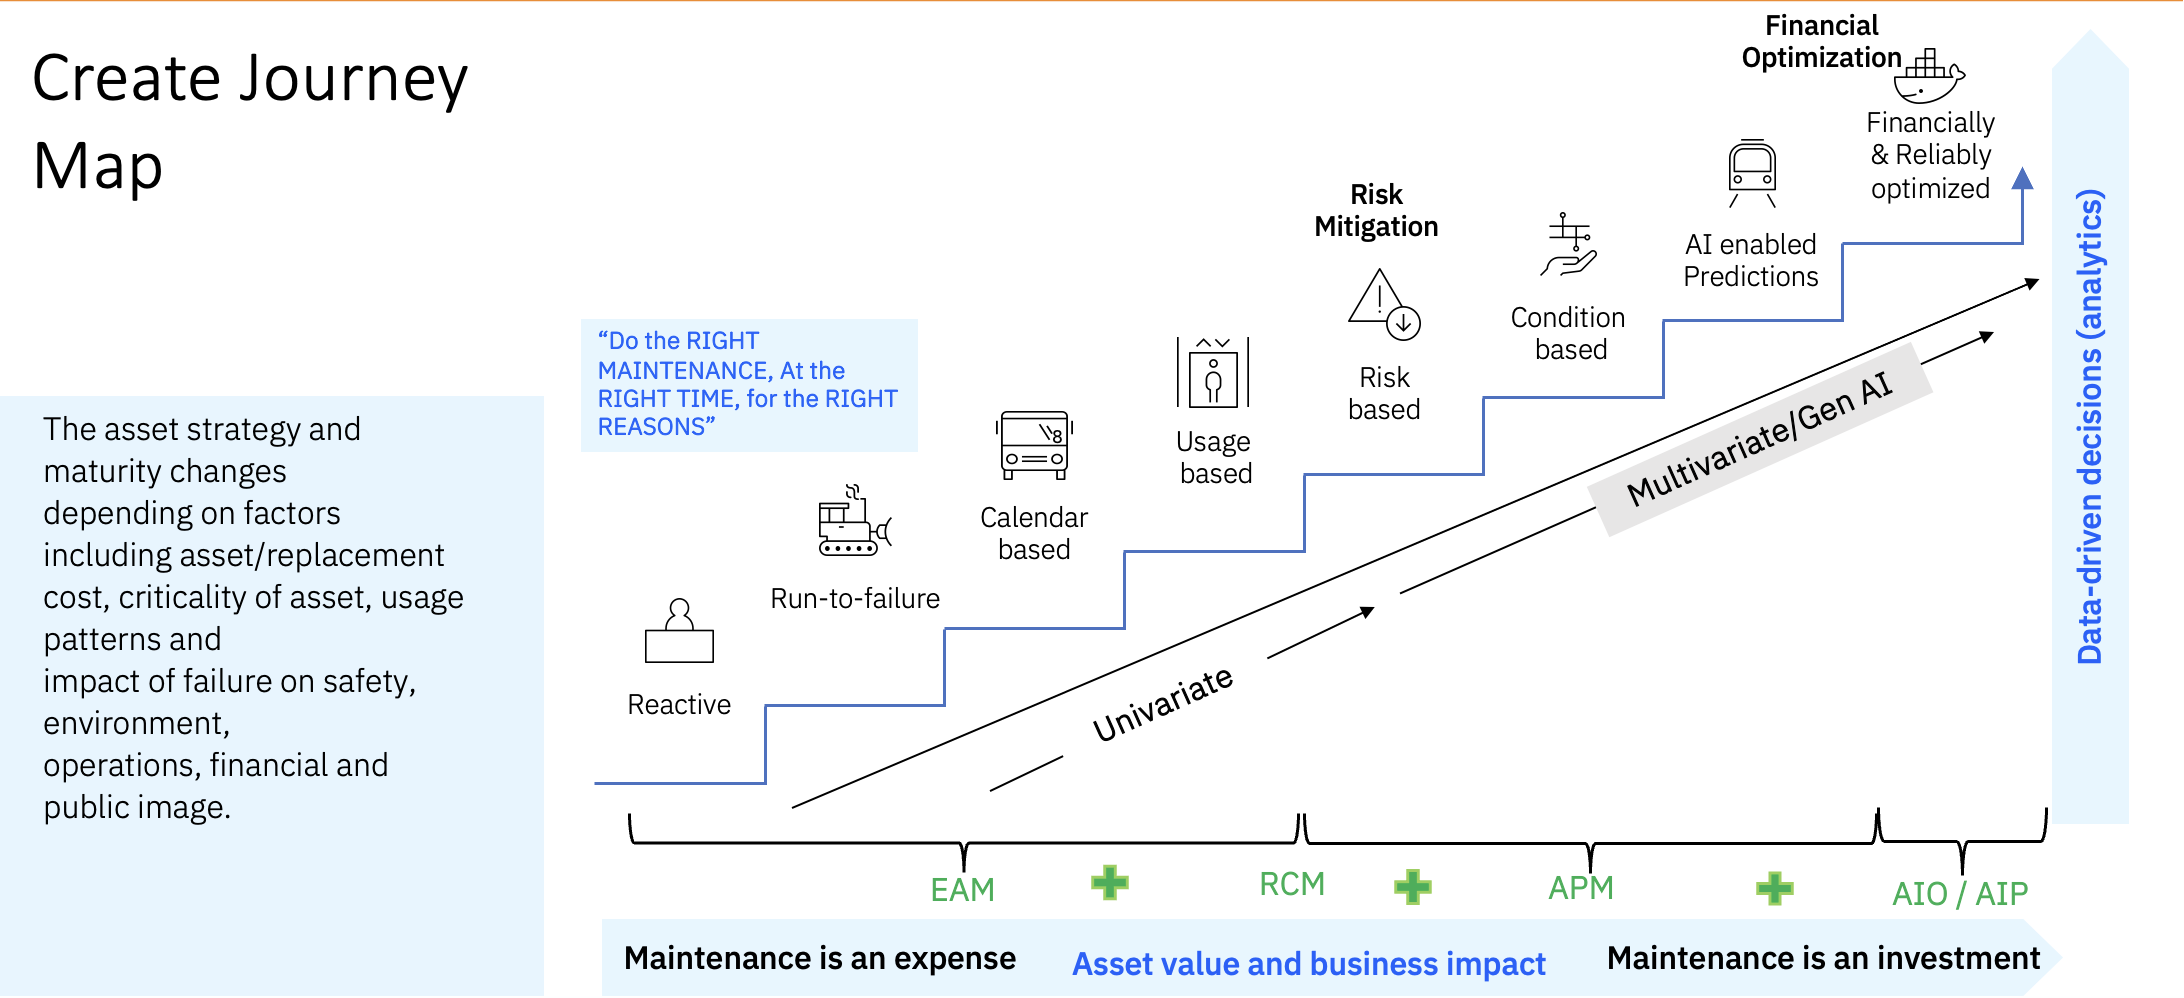 Create Journey
Map
The asset strategy and
maturity changes
depending on factors
including asset/replacement
cost, criticality of asset, usage
patterns and
impact of failure on safety,
environment,
operations, financial and
public image.
“Do the RIGHT
MAINTENANCE, At the
RIGHT TIME, for the RIGHT
REASONS”
Reactive
Run-to-failure
8
Calendar
based
Usage
based
Risk
Mitigation
Risk
based
Condition
based
AI enabled
Predictions
Financial
Optimization
Financially
& Reliably
optimized
Univariate
Multivariate/Gen AI
Data-driven decisions (analytics)
EAM
RCM
APM
AIO / AIP
Maintenance is an expense
Asset value and business impact
Maintenance is an investment